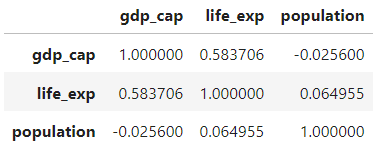 gdp_cap life_exp population
gdp_cap 1.000000 0.583706 -0.025600
life_exp 0.583706 1.000000 0.064955
population -0.025600 0.064955 1.000000